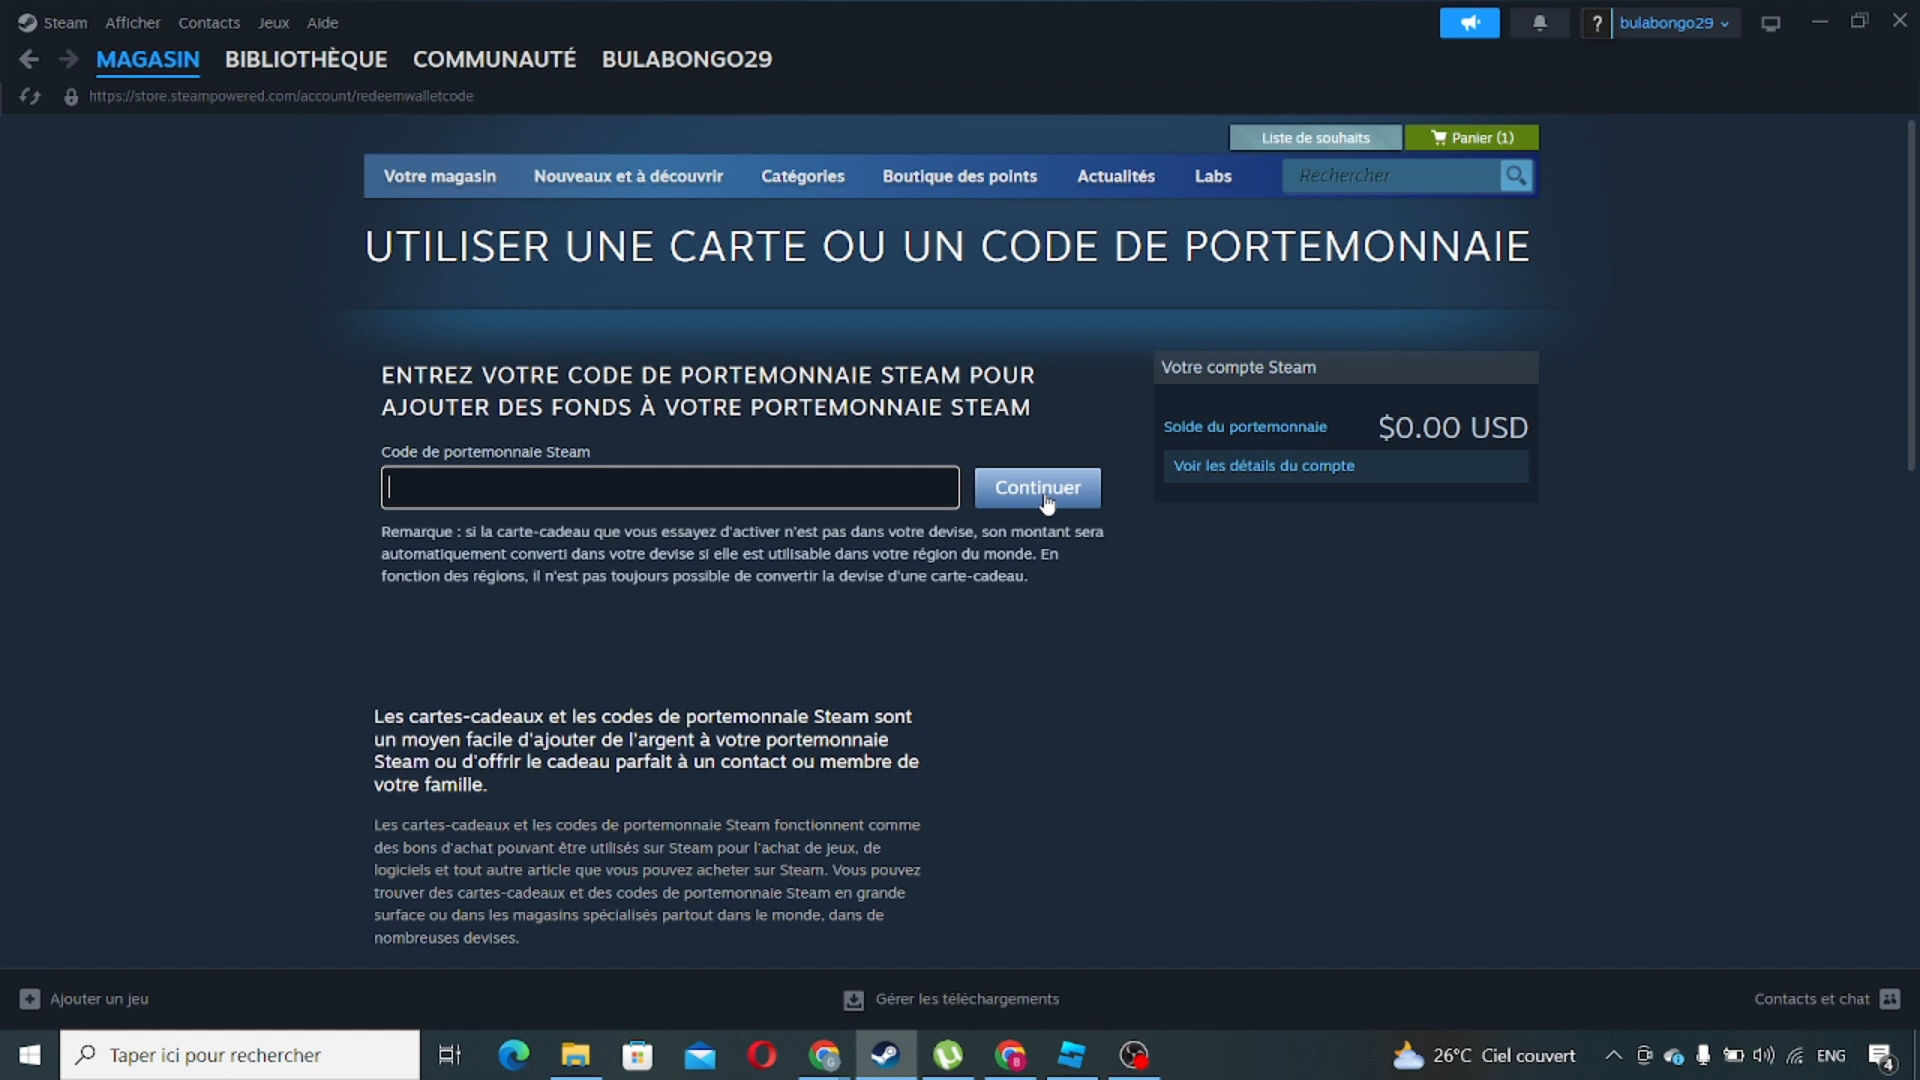 Steam Afficher Contacts Jeux Aide
? bulabongo29
MAGASIN BIBLIOTHÈQUE COMMUNAUTÉ BULABONGO29
https://store.steampowered.com/account/redeemwalletcode
Liste de souhaits Panier (1)
Votre magasin Nouveaux et à découvrir Catégories Boutique des points Actualités Labs Rechercher
UTILISER UNE CARTE OU UN CODE DE PORTEMONNAIE
ENTREZ VOTRE CODE DE PORTEMONNAIE STEAM POUR
AJOUTER DES FONDS À VOTRE PORTEMONNAIE STEAM
Code de portemonnaie Steam
Continuer
Remarque : si la carte-cadeau que vous essayez d'activer n'est pas dans votre devise, son montant sera
automatiquement converti dans votre devise si elle est utilisable dans votre région du monde. En
fonction des régions, il n'est pas toujours possible de convertir la devise d'une carte-cadeau.
Votre compte Steam
Solde du portemonnaie $0.00 USD
Voir les détails du compte
Les cartes-cadeaux et les codes de portemonnaie Steam sont
un moyen facile d'ajouter de l'argent à votre portemonnaie
Steam ou d'offrir le cadeau parfait à un contact ou membre de
votre famille.
Les cartes-cadeaux et les codes de portemonnaie Steam fonctionnent comme
des bons d'achat pouvant être utilisés sur Steam pour l'achat de jeux, de
logiciels et tout autre article que vous pouvez acheter sur Steam. Vous pouvez
trouver des cartes-cadeaux et des codes de portemonnaie Steam en grande
surface ou dans les magasins spécialisés partout dans le monde, dans de
nombreuses devises.
Ajouter un jeu Gérer les téléchargements Contacts et chat
Taper ici pour rechercher 26°C Ciel couvert ENG 4